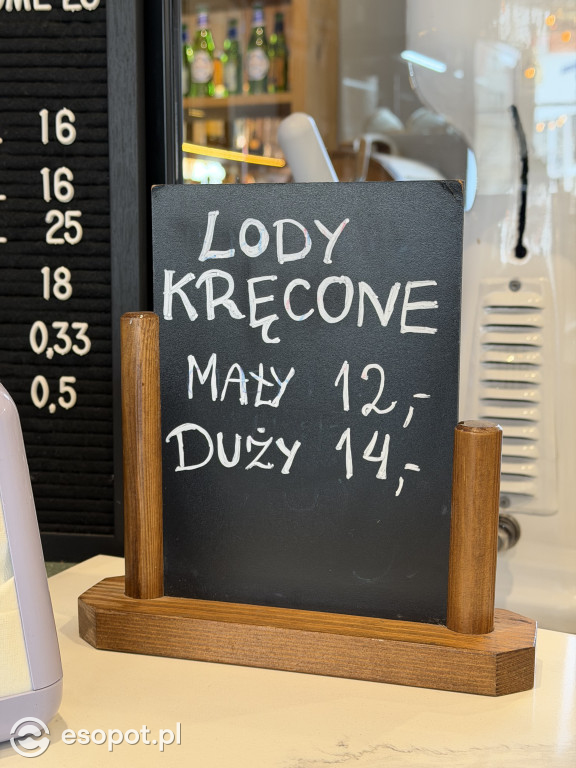 16
16
25
18
0,33
0,5
LODY
KRĘCONE
MAŁY 12,-
DUŻY 14,-
esopot.pl